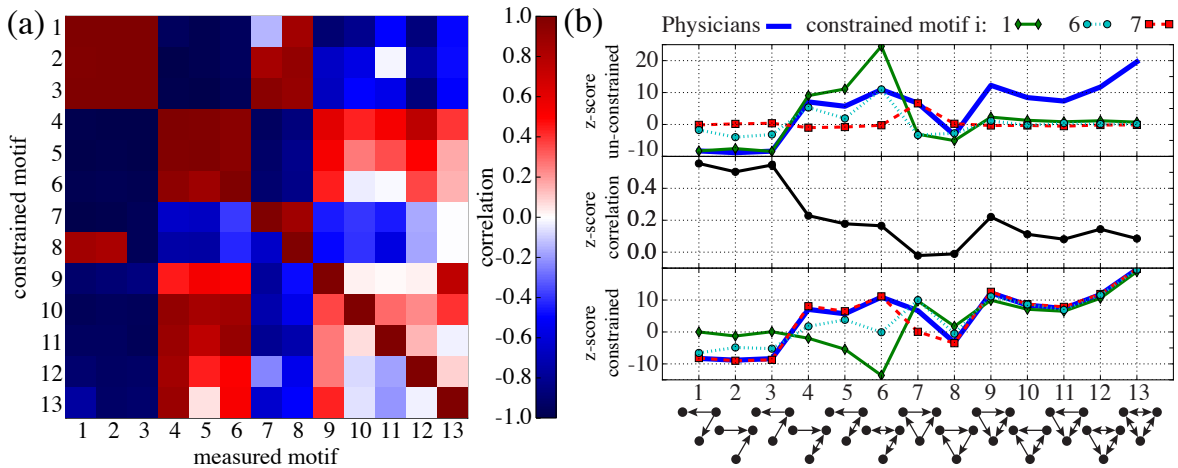 (a)
constrained motif
1
2
3
4
5
6
7
8
9
10
11
12
13
1 2 3 4 5 6 7 8 9 10 11 12 13
measured motif
1.0
0.8
0.6
0.4
0.2
0.0
-0.2
-0.4
-0.6
-0.8
-1.0
correlation
(b)
Physicians constrained motif i: 1 6 7
un-constrained
z-score
20
10
0
-10
correlation
z-score
0.4
0.2
0.0
constrained
z-score
10
0
-10
1 2 3 4 5 6 7 8 9 10 11 12 13